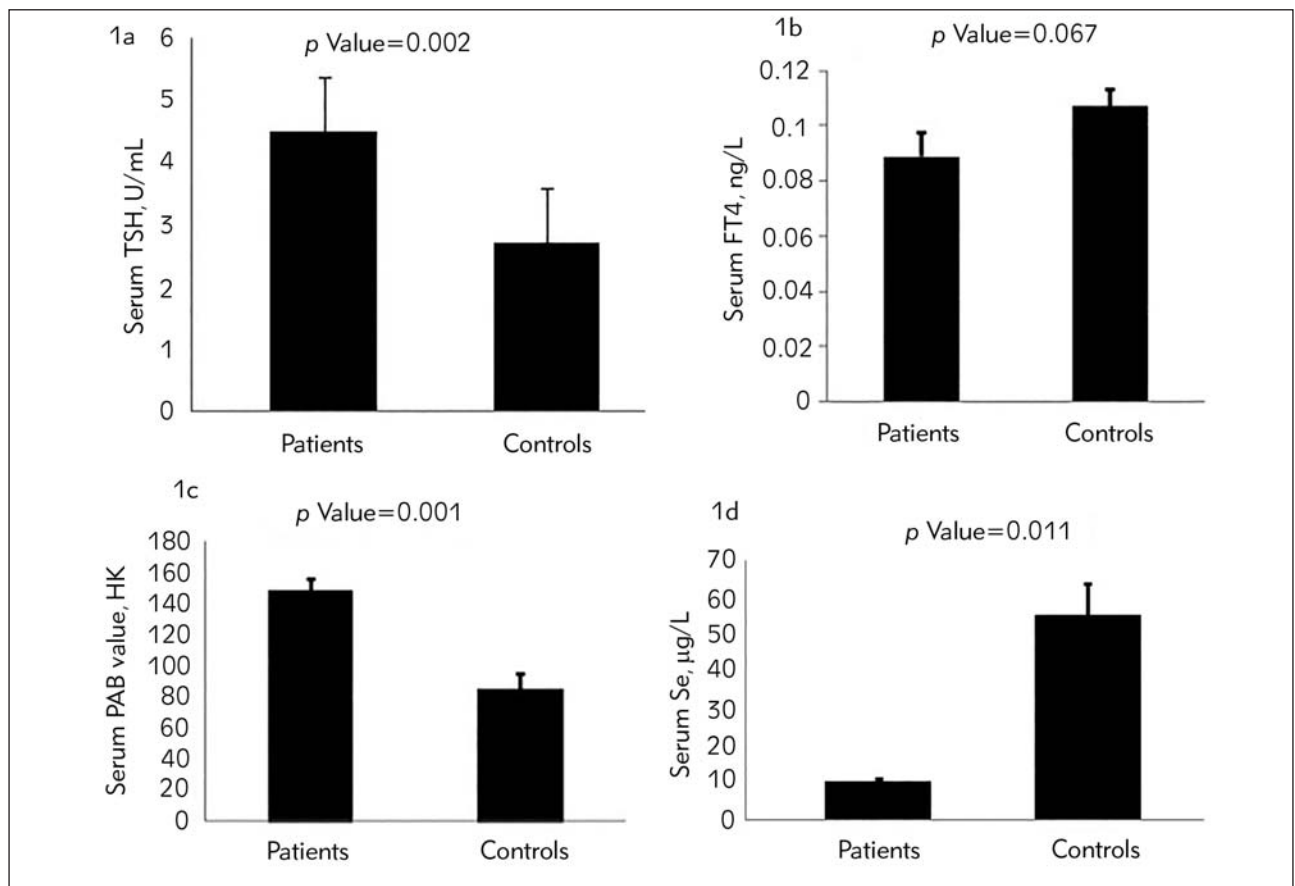 1a
p Value=0.002
6
5
4
3
2
1
0
Serum TSH, U/mL
Patients
Controls
1b
p Value=0.067
0.12
0.1
0.08
0.06
0.04
0.02
0
Serum FT4, ng/L
Patients
Controls
1c
p Value=0.001
180
160
140
120
100
80
60
40
20
0
Serum PAB value, HK
Patients
Controls
1d
p Value=0.011
70
60
50
40
30
20
10
0
Serum Se, µg/L
Patients
Controls